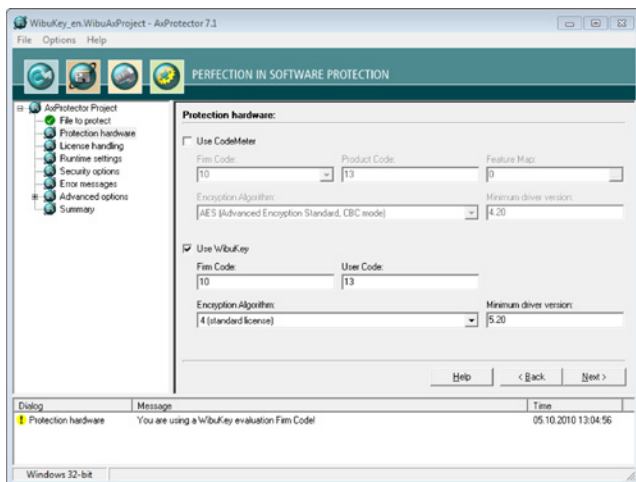 WibuKey_en.WibuAxProject - AxProtector 7.1
File Options Help
PERFECTION IN SOFTWARE PROTECTION
AxProtector Project
File to protect
Protection hardware
License handling
Runtime settings
Security options
Error messages
Advanced options
Summary
Protection hardware:
Use CodeMeter
Firm Code: Product Code: Feature Map:
10 13 0
Encryption Algorithm: Minimum driver version:
AES (Advanced Encryption Standard, CBC mode) 4.20
Use WibuKey
Firm Code: User Code:
10 13
Encryption Algorithm: Minimum driver version:
4 (standard license) 5.20
Help < Back Next >
Dialog Message Time
Protection hardware You are using a WibuKey evaluation Firm Code! 05.10.2010 13:04:56
Windows 32-bit